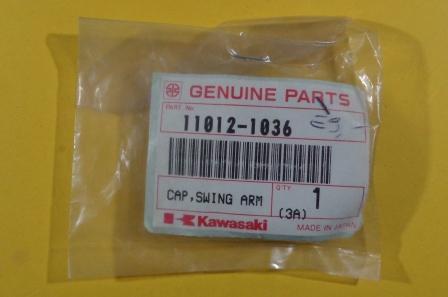 GENUINE PARTS
PART No.
11012-1036
CAP,SWING ARM
Q'TY
1
(3A)
Kawasaki
MADE IN JAPAN